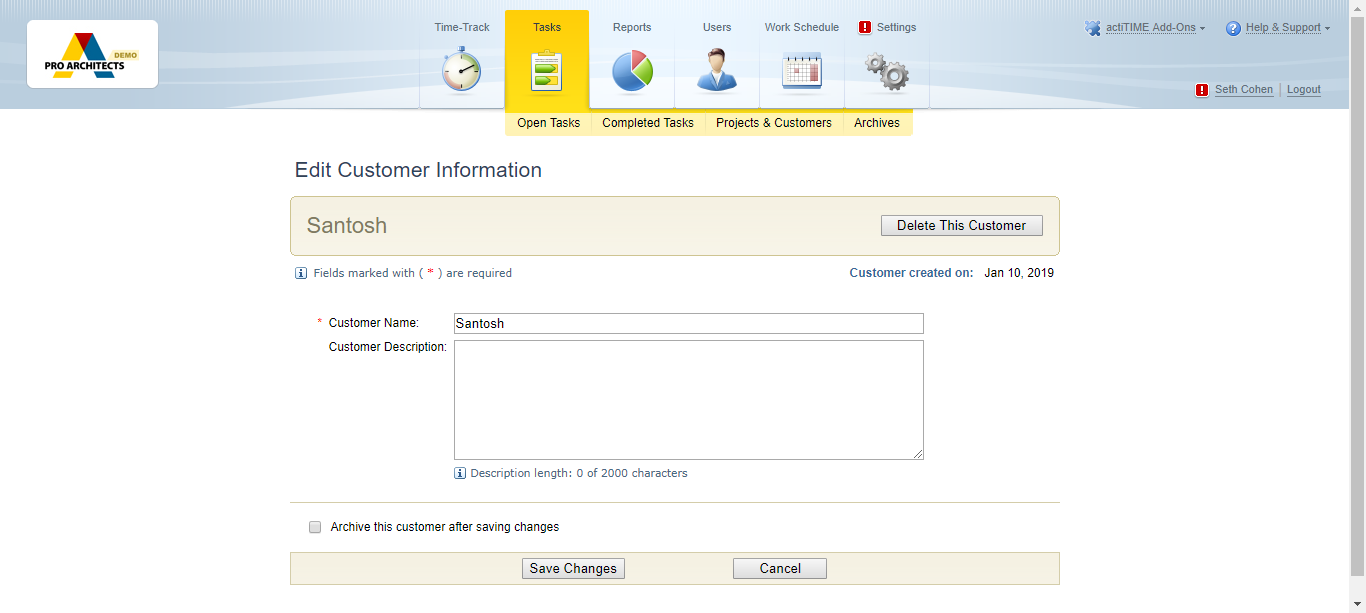 Time-Track Tasks Reports Users Work Schedule Settings actiTIME Add-Ons Help & Support
DEMO
PRO ARCHITECTS
Seth Cohen Logout
Open Tasks Completed Tasks Projects & Customers Archives
Edit Customer Information
Santosh Delete This Customer
Fields marked with ( * ) are required Customer created on: Jan 10, 2019
* Customer Name: Santosh
Customer Description:
Description length: 0 of 2000 characters
Archive this customer after saving changes
Save Changes Cancel